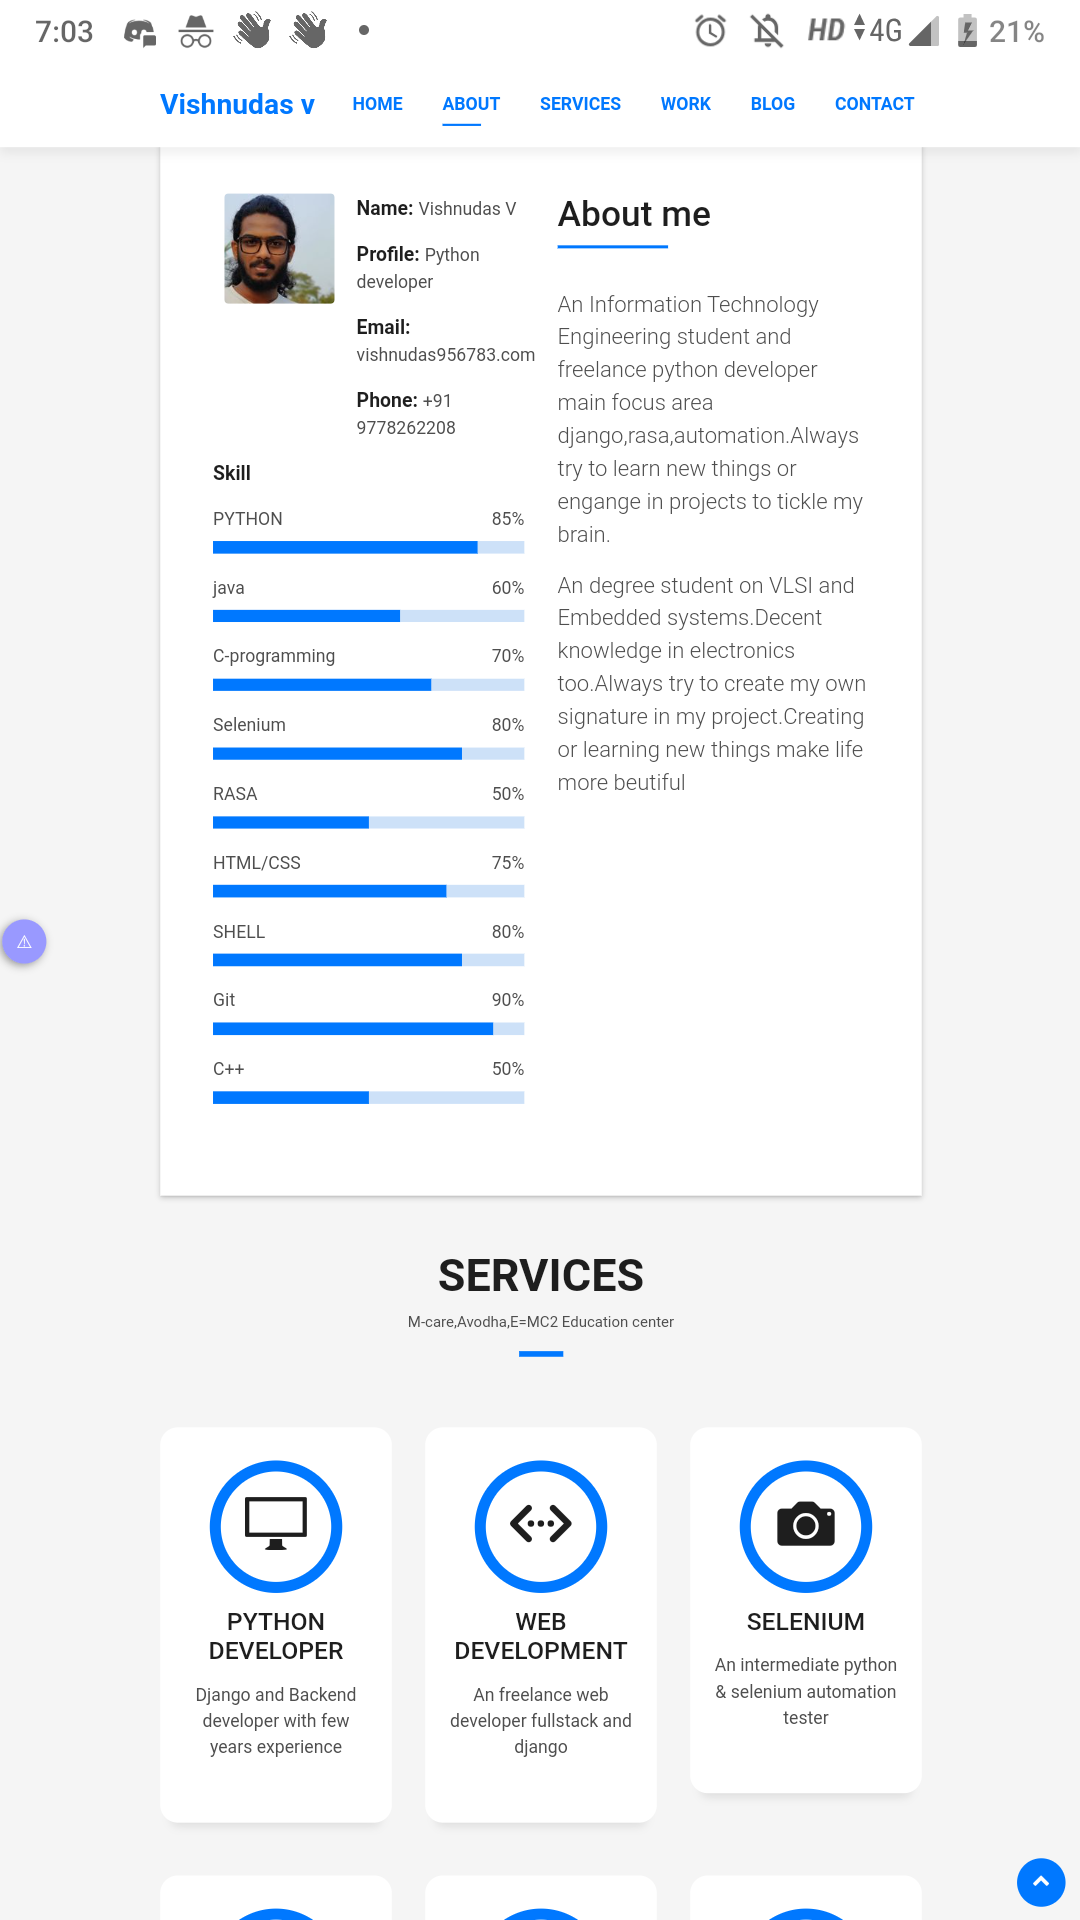 7:03
HD 4G 21%
Vishnudas v HOME ABOUT SERVICES WORK BLOG CONTACT
Name: Vishnudas V
Profile: Python
developer
Email:
vishnudas956783.com
Phone: +91
9778262208
Skill
PYTHON 85%
java 60%
C-programming 70%
Selenium 80%
RASA 50%
HTML/CSS 75%
SHELL 80%
Git 90%
C++ 50%
About me
An Information Technology
Engineering student and
freelance python developer
main focus area
django,rasa,automation.Always
try to learn new things or
engange in projects to tickle my
brain.
An degree student on VLSI and
Embedded systems.Decent
knowledge in electronics
too.Always try to create my own
signature in my project.Creating
or learning new things make life
more beutiful
SERVICES
M-care,Avodha,E=MC2 Education center
PYTHON
DEVELOPER
Django and Backend
developer with few
years experience
WEB
DEVELOPMENT
An freelance web
developer fullstack and
django
SELENIUM
An intermediate python
& selenium automation
tester